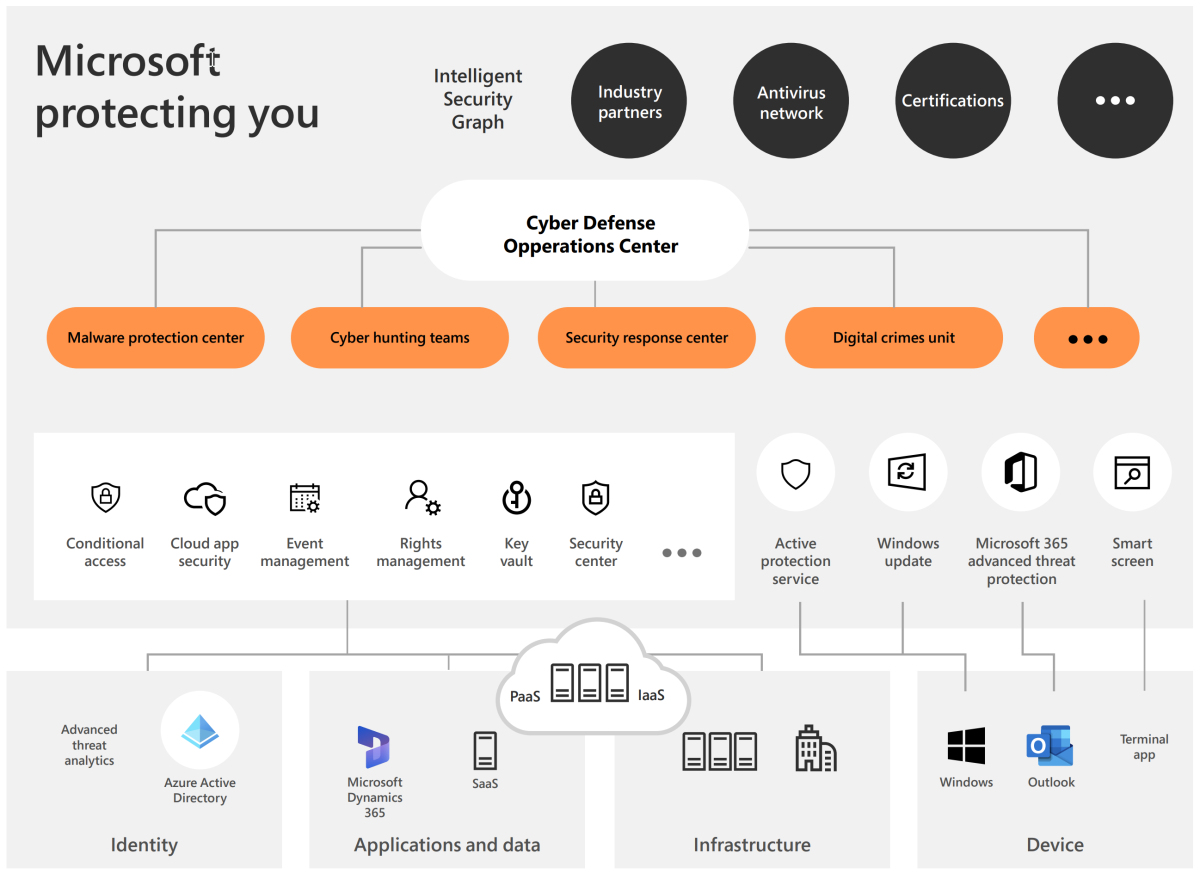 Microsoft
protecting you
Intelligent
Security
Graph
Industry
partners
Antivirus
network
Certifications
•••
Cyber Defense
Opperations Center
Malware protection center
Cyber hunting teams
Security response center
Digital crimes unit
•••
Conditional
access
Cloud app
security
Event
management
Rights
management
Key
vault
Security
center
•••
Active
protection
service
Windows
update
Microsoft 365
advanced threat
protection
Smart
screen
PaaS
IaaS
Advanced
threat
analytics
Azure Active
Directory
Identity
Microsoft
Dynamics
365
SaaS
Applications and data
Infrastructure
Windows
O
Outlook
Terminal
app
Device